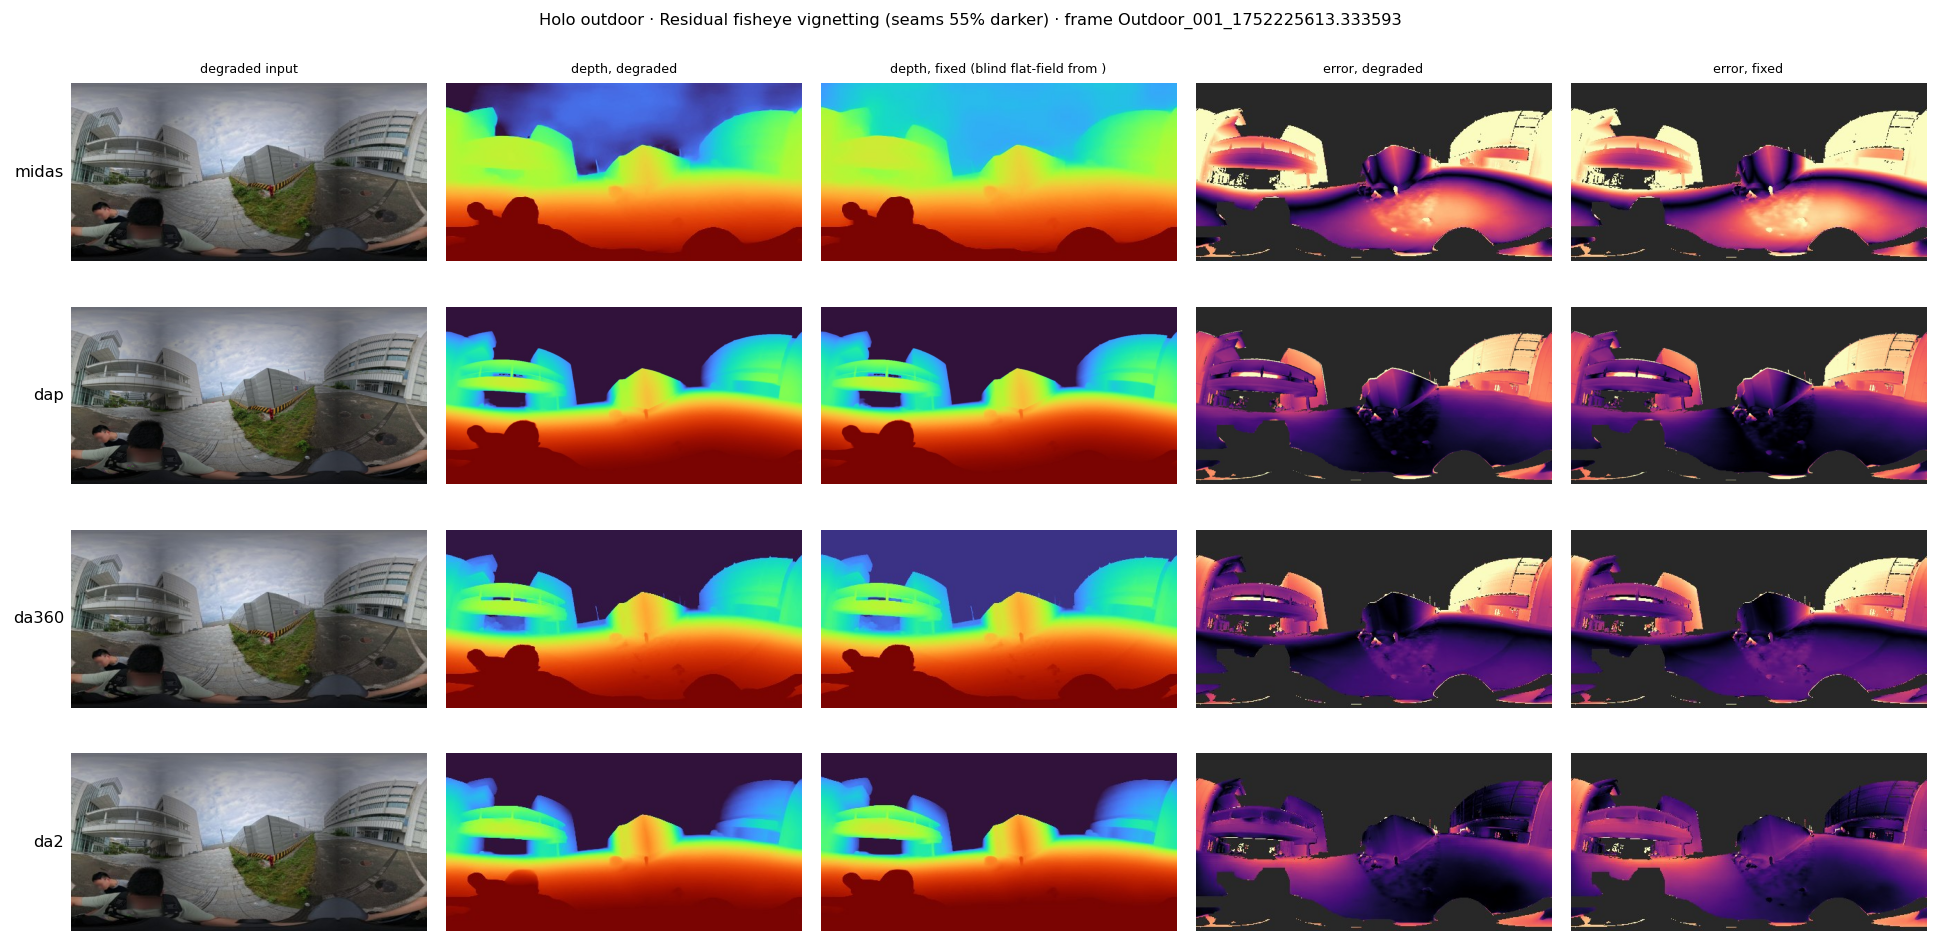 Holo outdoor · Residual fisheye vignetting (seams 55% darker) · frame Outdoor_001_1752225613.333593
degraded input depth, degraded depth, fixed (blind flat-field from ) error, degraded error, fixed
midas
dap
da360
da2